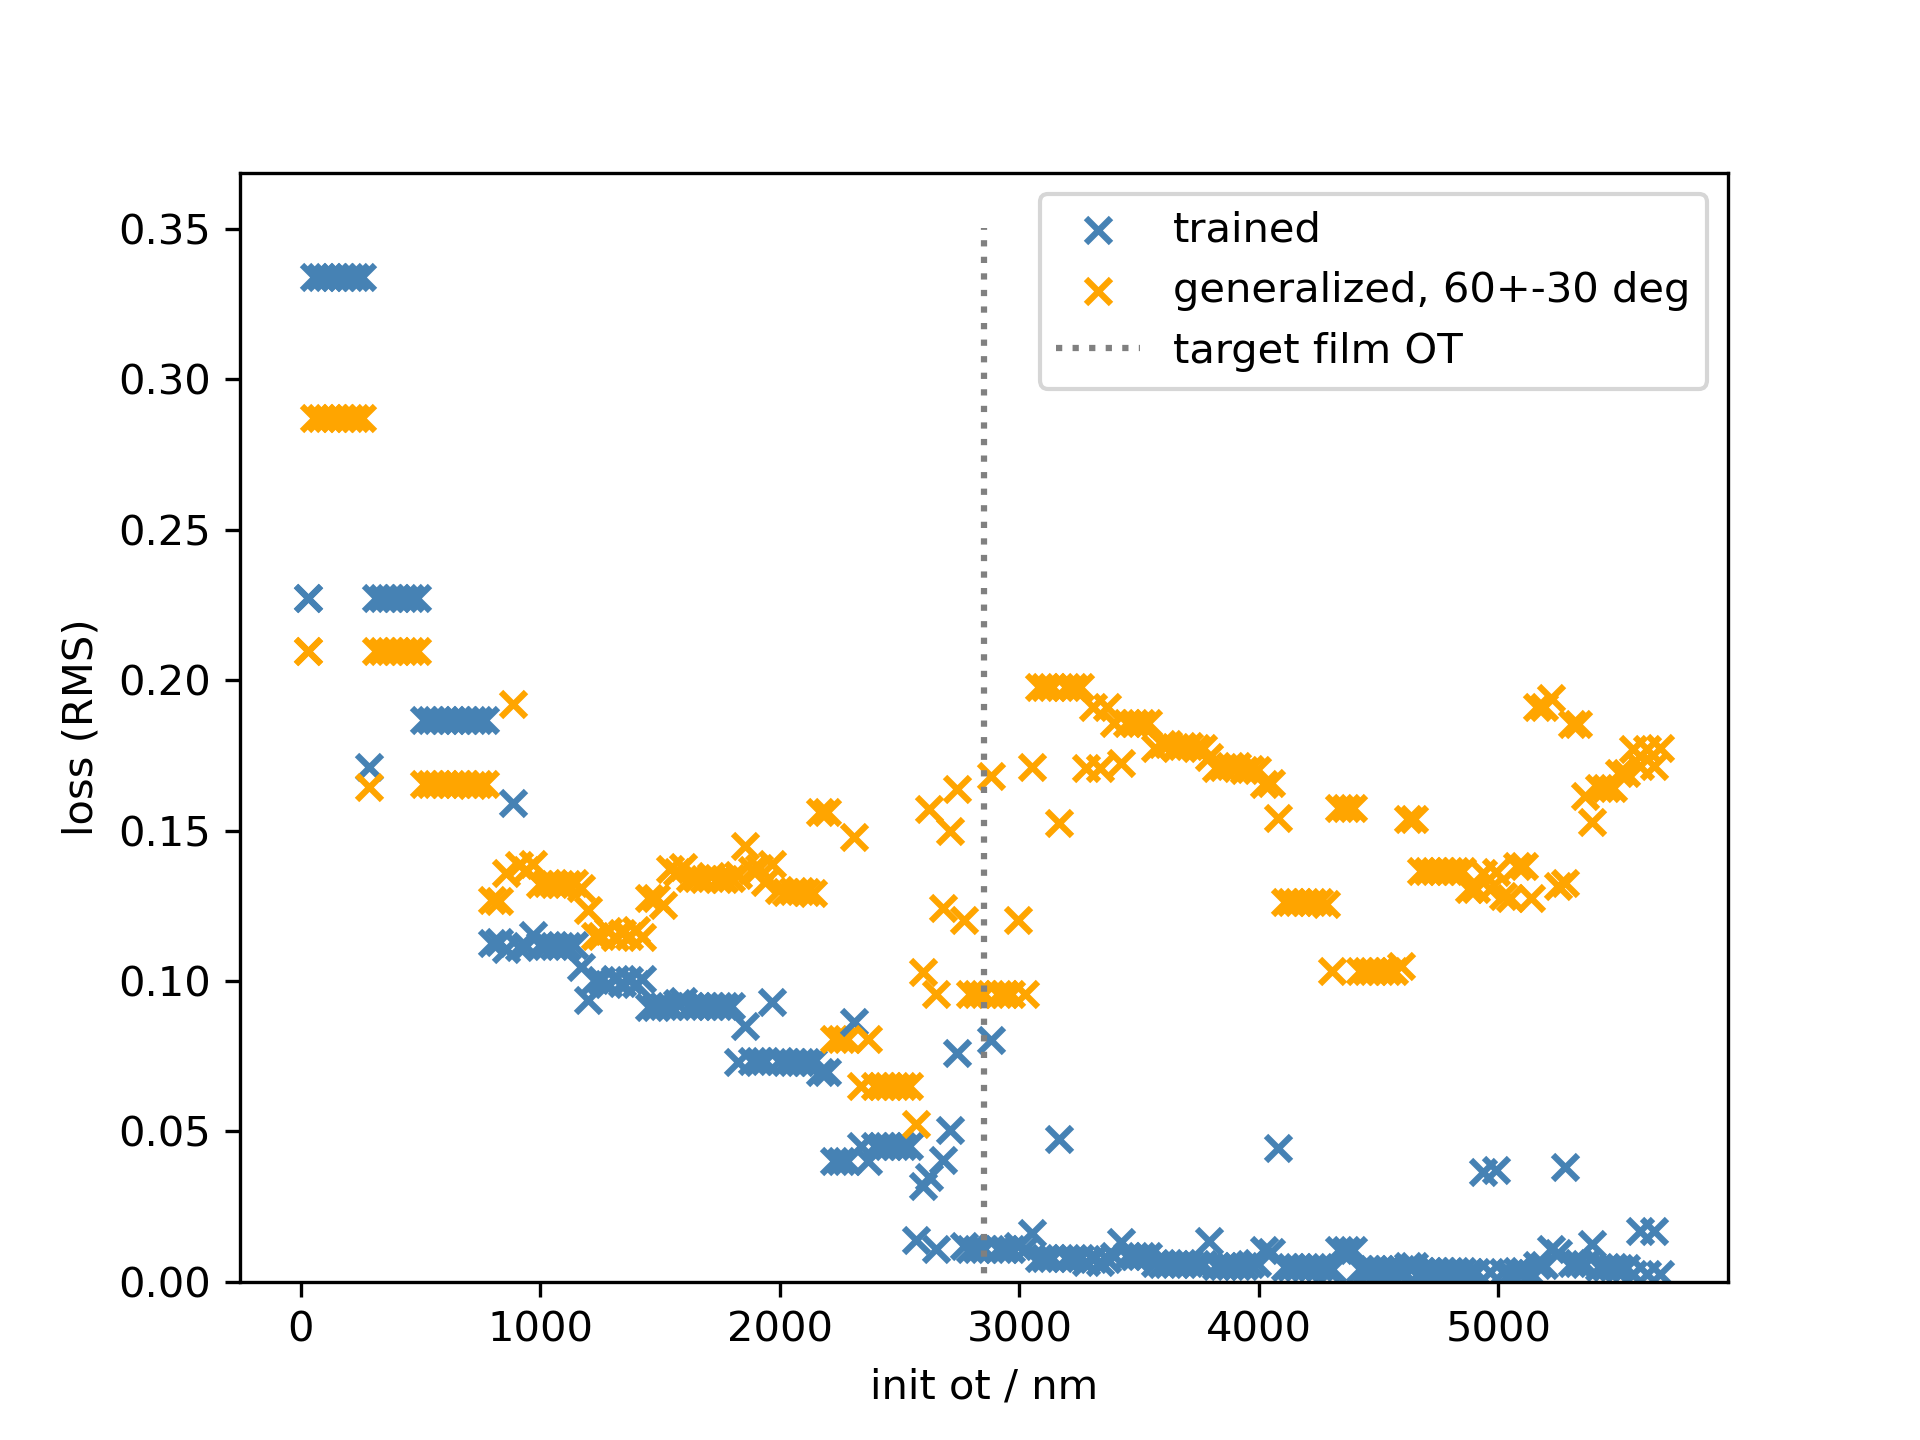 trained
generalized, 60+-30 deg
target film OT
0.35
0.30
0.25
0.20
0.15
0.10
0.05
0.00
loss (RMS)
0 1000 2000 3000 4000 5000
init ot / nm